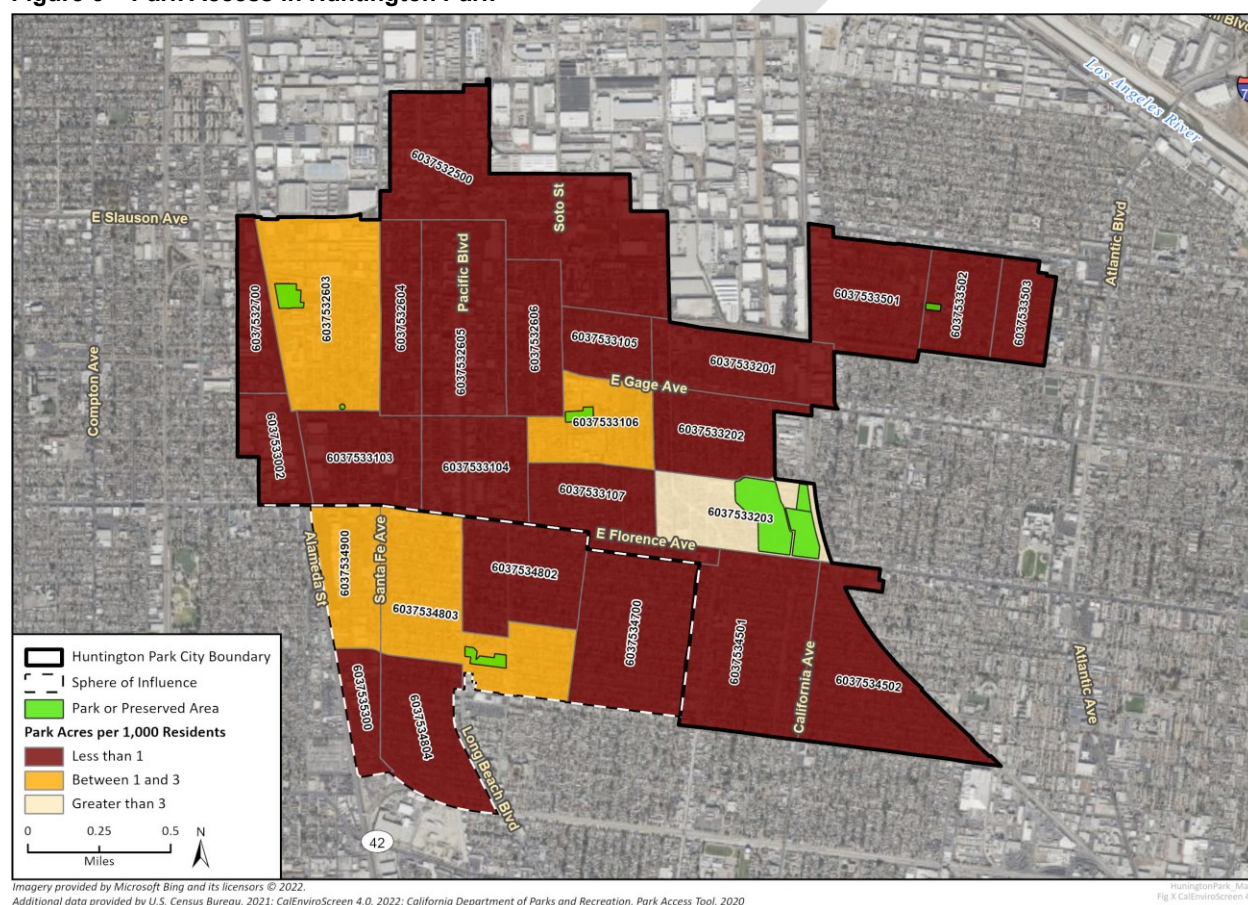 Figure 3 – Park Access in Huntington Park
Los Angeles River
E Slauson Ave
Soto St
Pacific Blvd
Atlantic Blvd
Compton Ave
6037532500
6037532700
6037532603
6037532604
6037532605
6037532606
6037533105
6037533201
6037533501
6037533502
6037533503
E Gage Ave
6037533106
6037533202
6037533002
6037533103
6037533104
6037533107
6037533203
E Florence Ave
Alameda St
6037534900
Santa Fe Ave
6037534803
6037534802
6037534700
6037534501
California Ave
6037534502
Atlantic Ave
6037535300
6037534804
Long Beach Blvd
42
Huntington Park City Boundary
Sphere of Influence
Park or Preserved Area
Park Acres per 1,000 Residents
Less than 1
Between 1 and 3
Greater than 3
0 0.25 0.5
Miles
N
Imagery provided by Microsoft Bing and its licensors © 2022.
Additional data provided by U.S. Census Bureau, 2021; CalEnviroScreen 4.0, 2022; California Department of Parks and Recreation, Park Access Tool, 2020